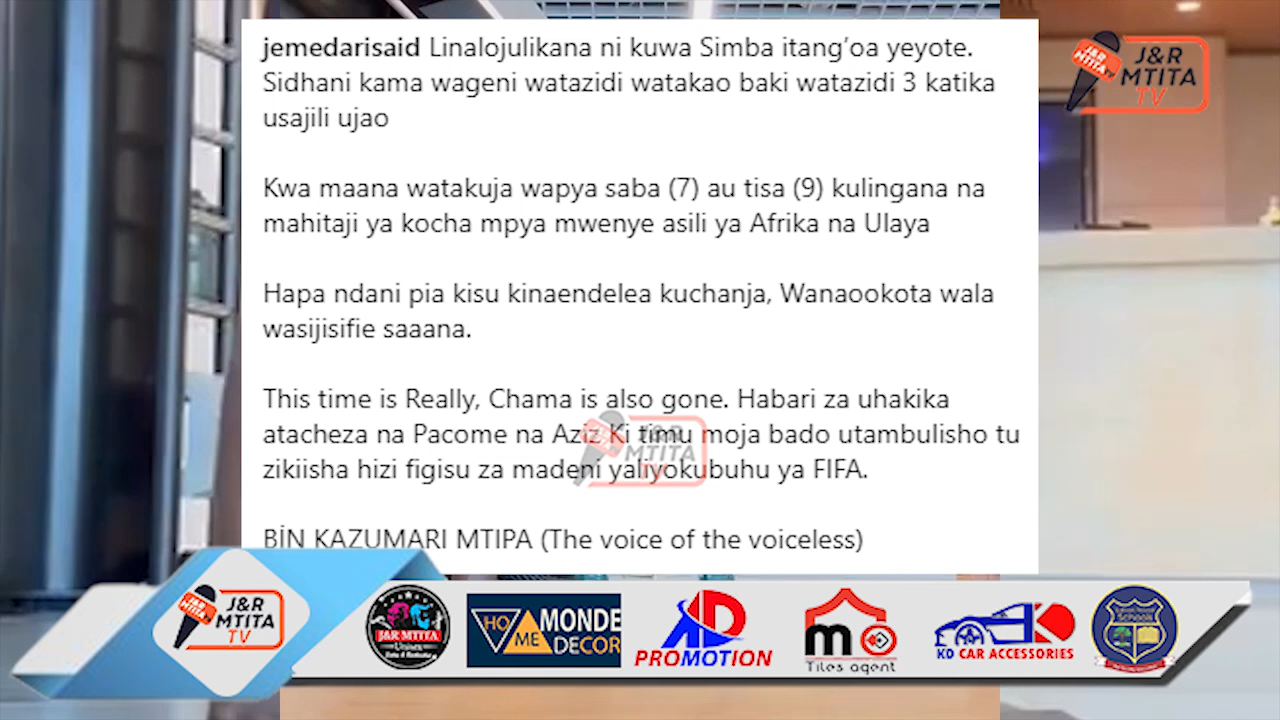 jemedarisaid Linalojulikana ni kuwa Simba itang’oa yeyote.
Sidhani kama wageni watazidi watakao baki watazidi 3 katika
usajili ujao
Kwa maana watakuja wapya saba (7) au tisa (9) kulingana na
mahitaji ya kocha mpya mwenye asili ya Afrika na Ulaya
Hapa ndani pia kisu kinaendelea kuchanja, Wanaookota wala
wasijisifie saaana.
This time is Really, Chama is also gone. Habari za uhakika
atacheza na Pacome na Aziz Ki timu moja bado utambulisho tu
zikiisha hizi figisu za madeni yaliyokubuhu ya FIFA.
BİN KAZUMARI MTIPA (The voice of the voiceless)
J&R
MTITA
TV
J&R
MTITA
TV
J&R
MTITA
TV
J&R MTITA
Unisex
HOME
MONDE
DECOR
KD
PROMOTION
m
Tiles agent
KD CAR ACCESSORIES
Schools